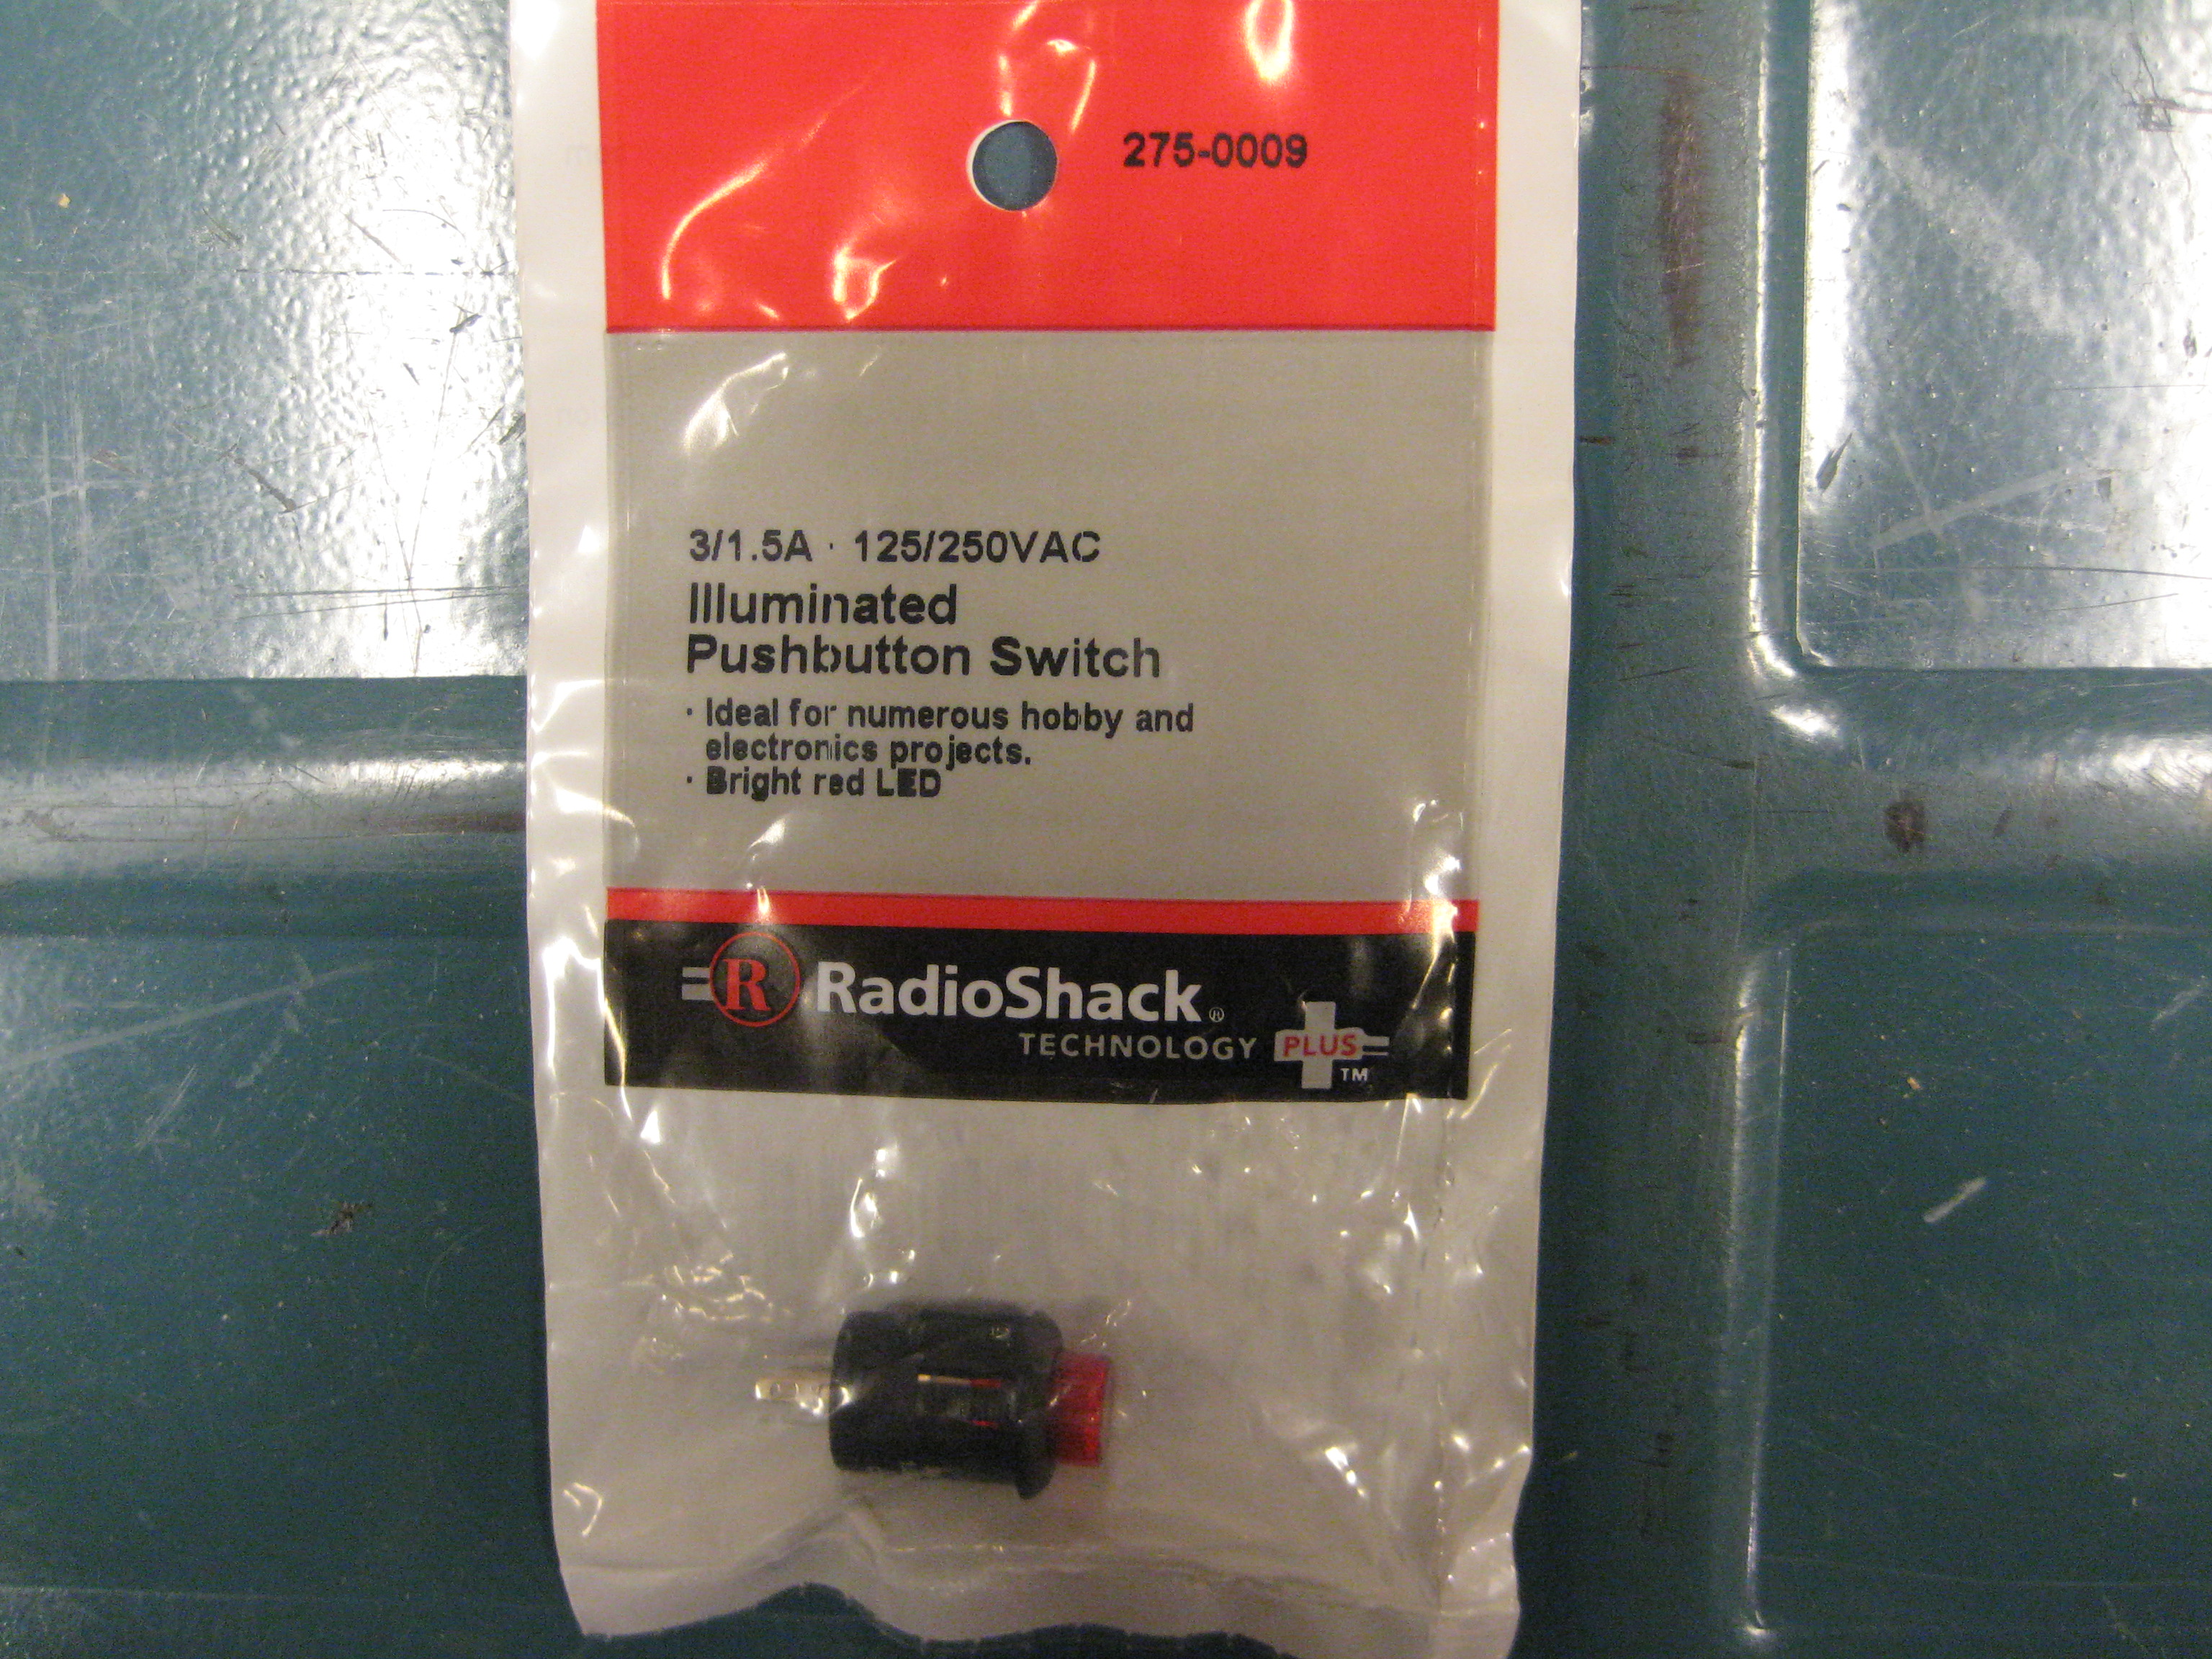 275-0009
3/1.5A · 125/250VAC
Illuminated
Pushbutton Switch
· Ideal for numerous hobby and
electronics projects.
· Bright red LED
R RadioShack®
TECHNOLOGY PLUS
TM